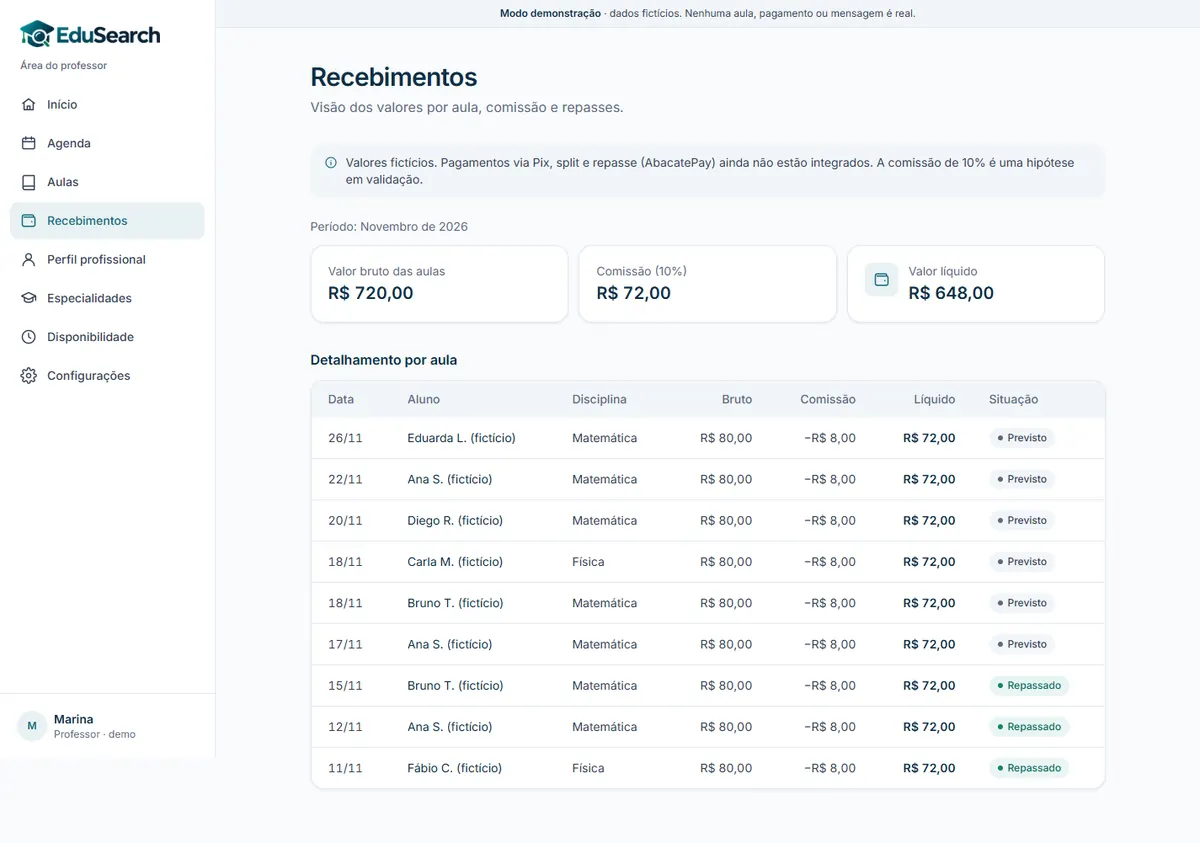 Modo demonstração · dados fictícios. Nenhuma aula, pagamento ou mensagem é real.
EduSearch
Área do professor
Início
Agenda
Aulas
Recebimentos
Perfil profissional
Especialidades
Disponibilidade
Configurações
Marina
M
Professor · demo
Recebimentos
Visão dos valores por aula, comissão e repasses.
Valores fictícios. Pagamentos via Pix, split e repasse (AbacatePay) ainda não estão integrados. A comissão de 10% é uma hipótese
em validação.
Período: Novembro de 2026
Valor bruto das aulas
R$ 720,00
Comissão (10%)
R$ 72,00
Valor líquido
R$ 648,00
Detalhamento por aula
Data Aluno Disciplina Bruto Comissão Líquido Situação
26/11 Eduarda L. (fictício) Matemática R$ 80,00 −R$ 8,00 R$ 72,00 Previsto
22/11 Ana S. (fictício) Matemática R$ 80,00 −R$ 8,00 R$ 72,00 Previsto
20/11 Diego R. (fictício) Matemática R$ 80,00 −R$ 8,00 R$ 72,00 Previsto
18/11 Carla M. (fictício) Física R$ 80,00 −R$ 8,00 R$ 72,00 Previsto
18/11 Bruno T. (fictício) Matemática R$ 80,00 −R$ 8,00 R$ 72,00 Previsto
17/11 Ana S. (fictício) Matemática R$ 80,00 −R$ 8,00 R$ 72,00 Previsto
15/11 Bruno T. (fictício) Matemática R$ 80,00 −R$ 8,00 R$ 72,00 Repassado
12/11 Ana S. (fictício) Matemática R$ 80,00 −R$ 8,00 R$ 72,00 Repassado
11/11 Fábio C. (fictício) Física R$ 80,00 −R$ 8,00 R$ 72,00 Repassado